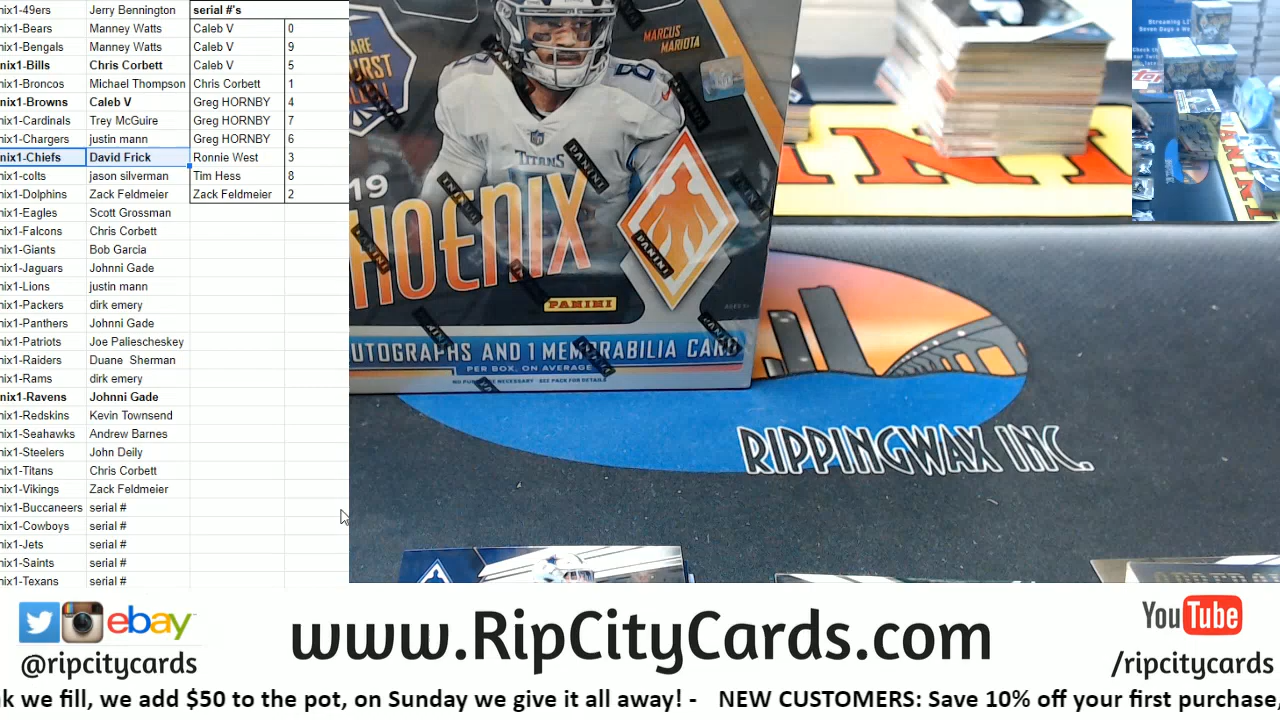 nix1-49ers Jerry Bennington serial #'s
nix1-Bears Manney Watts Caleb V 0
nix1-Bengals Manney Watts Caleb V 9
nix1-Bills Chris Corbett Caleb V 5
nix1-Broncos Michael Thompson Chris Corbett 1
nix1-Browns Caleb V Greg HORNBY 4
nix1-Cardinals Trey McGuire Greg HORNBY 7
nix1-Chargers justin mann Greg HORNBY 6
nix1-Chiefs David Frick Ronnie West 3
nix1-colts jason silverman Tim Hess 8
nix1-Dolphins Zack Feldmeier Zack Feldmeier 2
nix1-Eagles Scott Grossman
nix1-Falcons Chris Corbett
nix1-Giants Bob Garcia
nix1-Jaguars Johnni Gade
nix1-Lions justin mann
nix1-Packers dirk emery
nix1-Panthers Johnni Gade
nix1-Patriots Joe Paliescheskey
nix1-Raiders Duane Sherman
nix1-Rams dirk emery
nix1-Ravens Johnni Gade
nix1-Redskins Kevin Townsend
nix1-Seahawks Andrew Barnes
nix1-Steelers John Deily
nix1-Titans Chris Corbett
nix1-Vikings Zack Feldmeier
nix1-Buccaneers serial #
nix1-Cowboys serial #
nix1-Jets serial #
nix1-Saints serial #
nix1-Texans serial #
MARCUS
MARIOTA
TITANS
19
HOENIX
PANINI
UTOGRAPHS AND 1 MEMORABILIA CARD
PER BOX, ON AVERAGE
NO PURCHASE NECESSARY - SEE PACK FOR DETAILS
RIPPINGWAX INC.
ebay
@ripcitycards
www.RipCityCards.com
YouTube
/ripcitycards
k we fill, we add $50 to the pot, on Sunday we give it all away! - NEW CUSTOMERS: Save 10% off your first purchase,